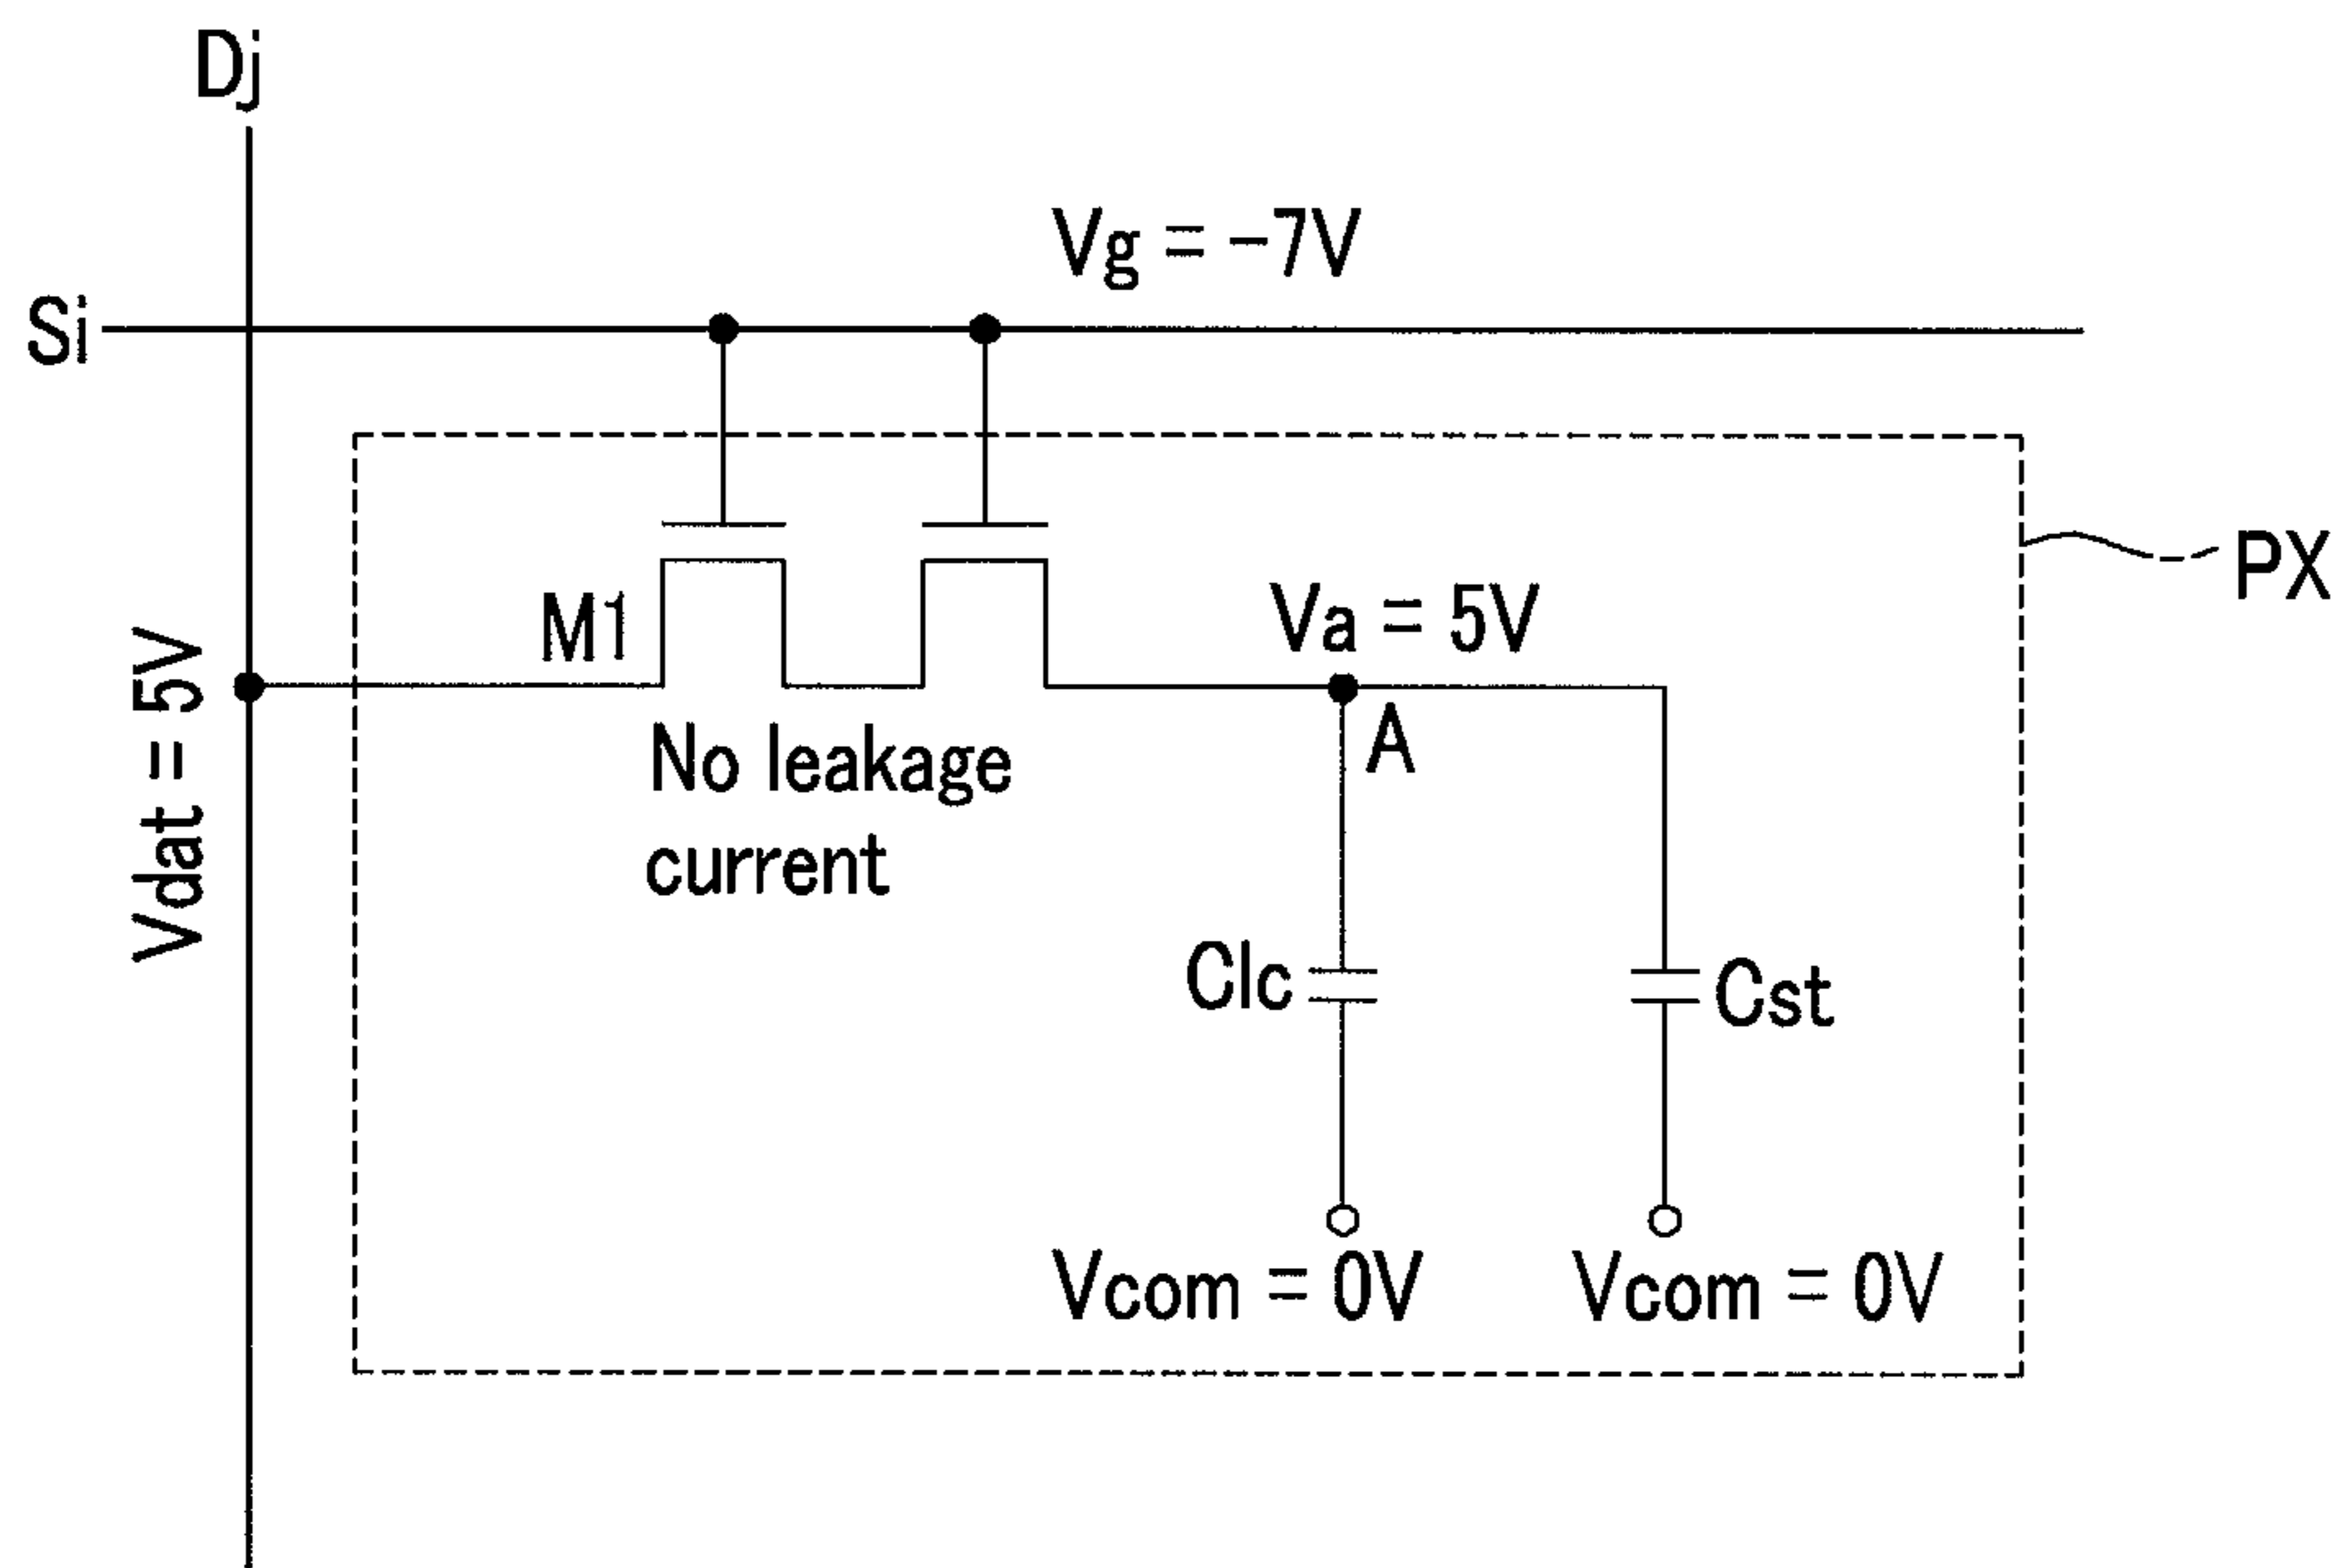 Dj
Vg = -7V
Si
PX
M1
Va = 5V
Vdat = 5V
A
No leakage
current
Clc
Cst
Vcom = 0V
Vcom = 0V